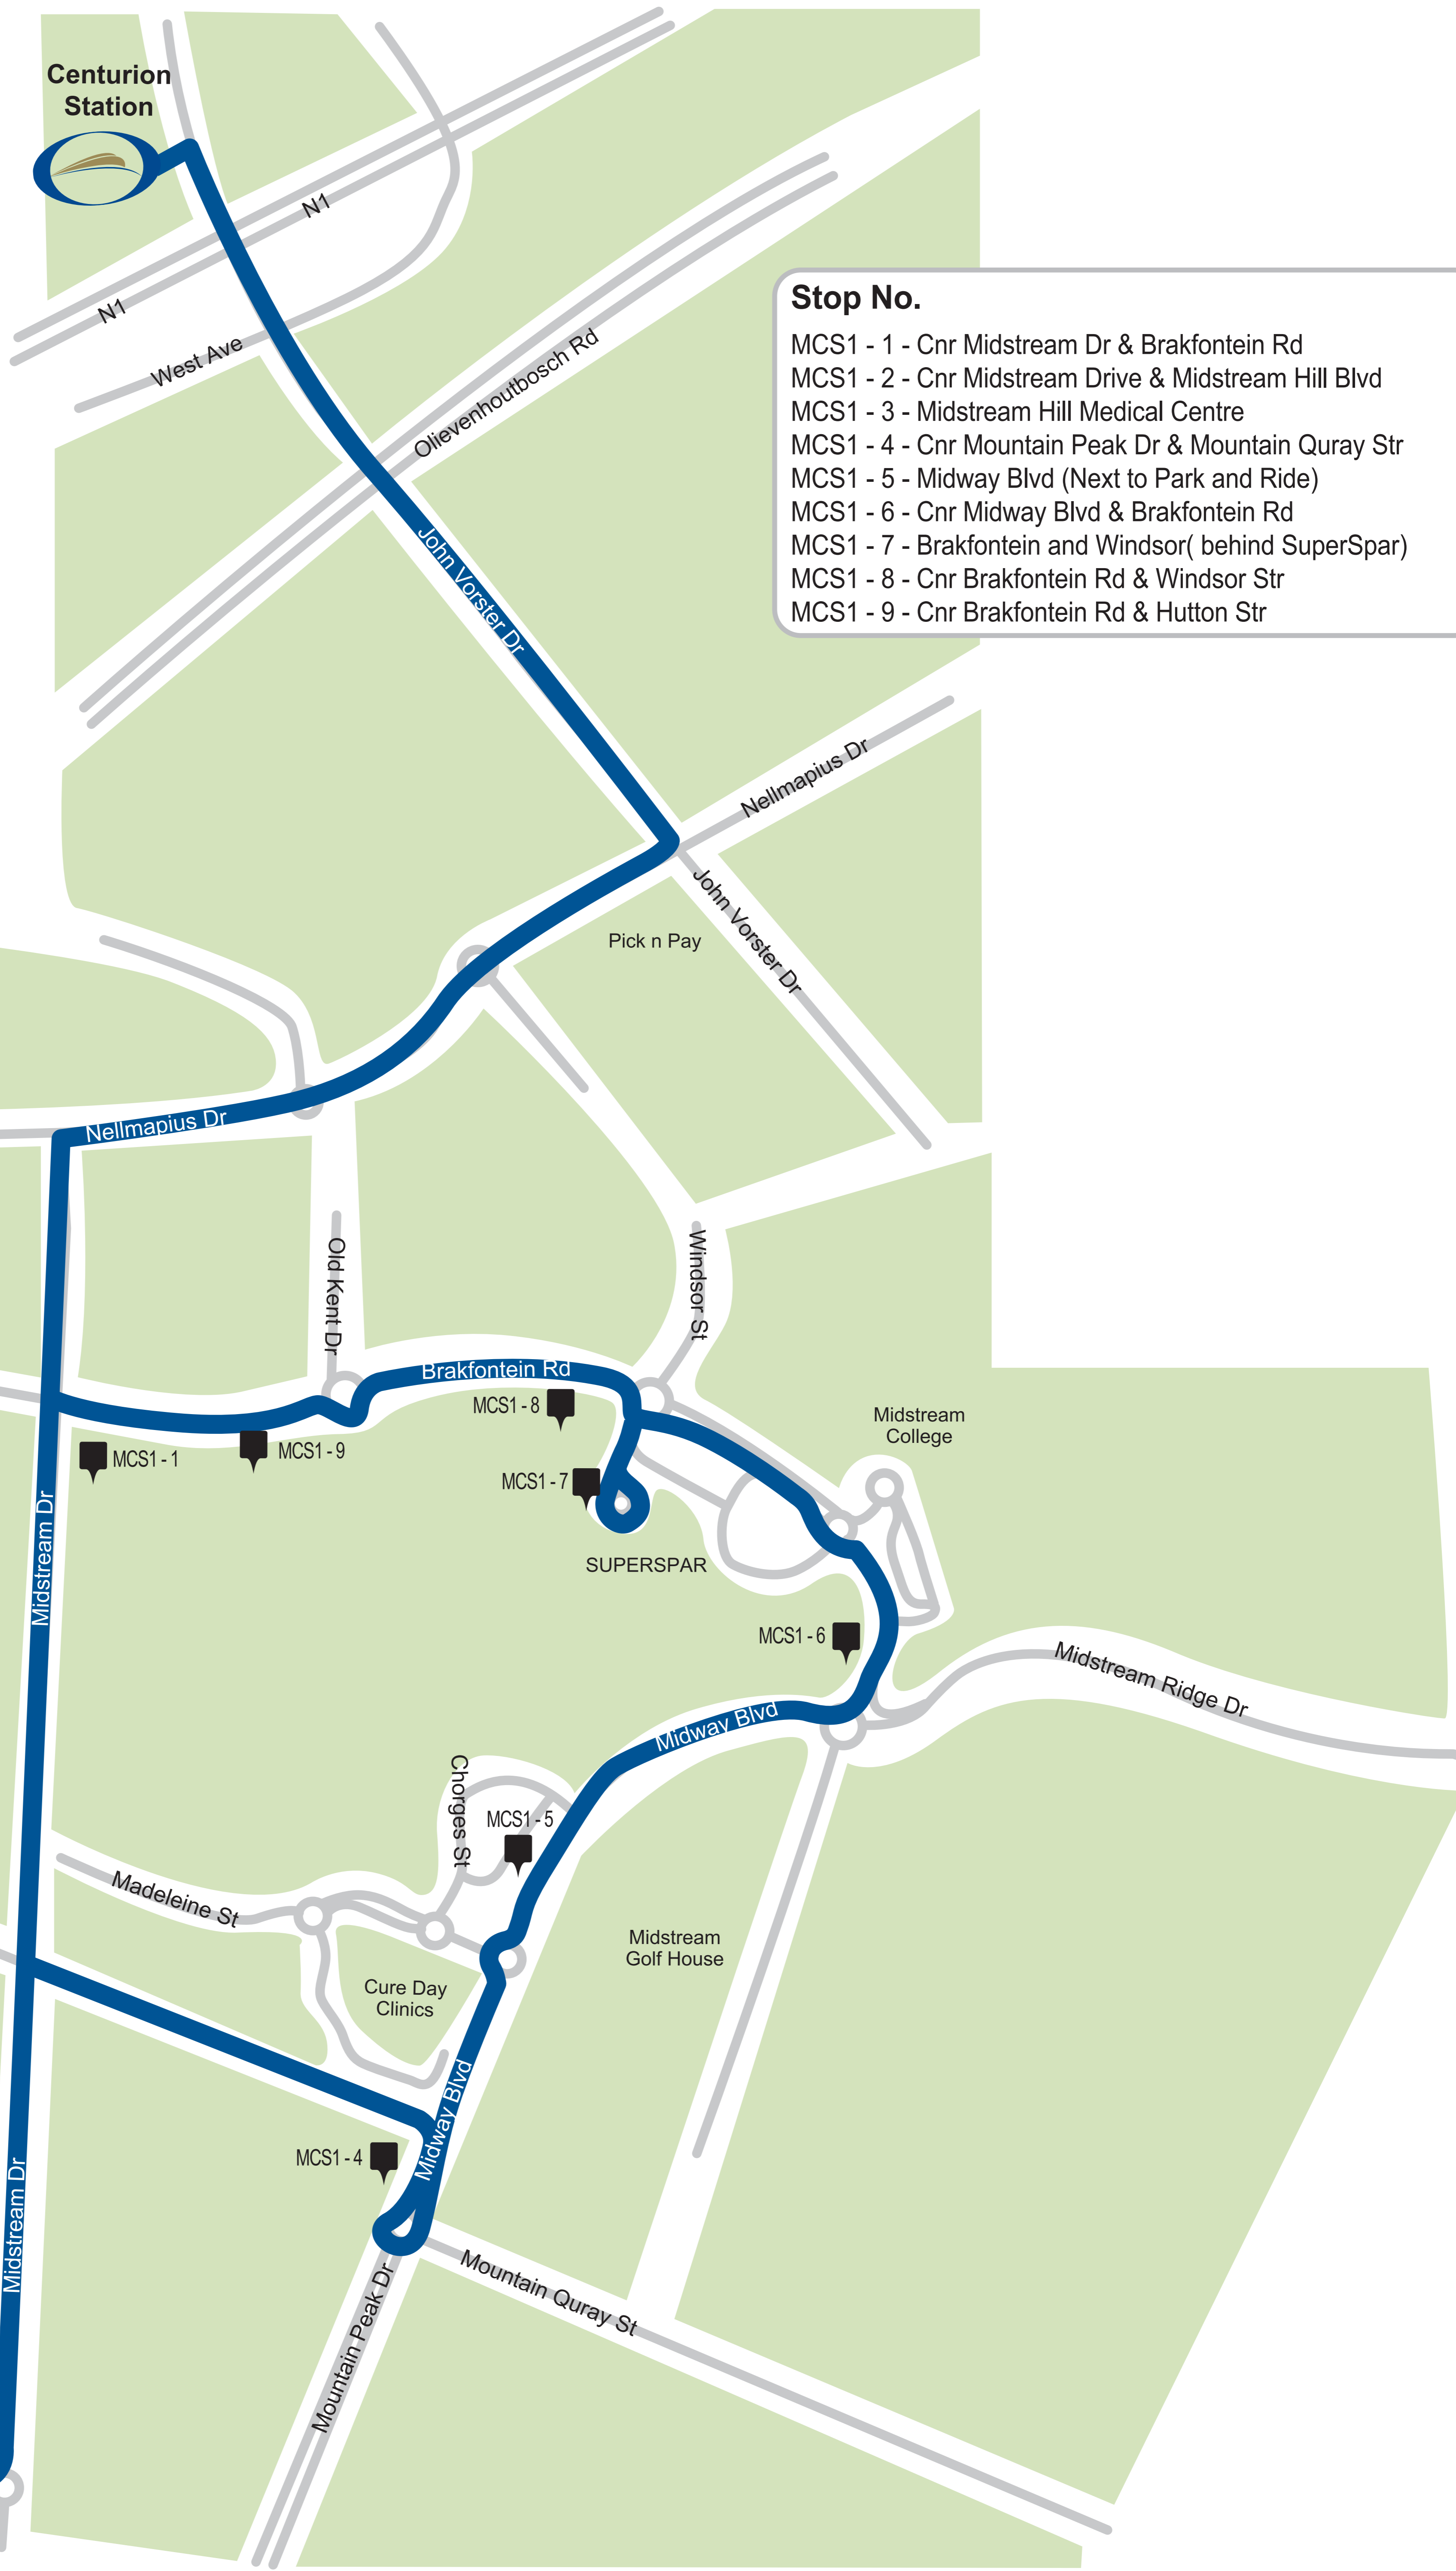 Centurion
Station
N1
N1
West Ave
Olievenhoutbosch Rd
Stop No.
MCS1 - 1 - Cnr Midstream Dr & Brakfontein Rd
MCS1 - 2 - Cnr Midstream Drive & Midstream Hill Blvd
MCS1 - 3 - Midstream Hill Medical Centre
MCS1 - 4 - Cnr Mountain Peak Dr & Mountain Quray Str
MCS1 - 5 - Midway Blvd (Next to Park and Ride)
MCS1 - 6 - Cnr Midway Blvd & Brakfontein Rd
MCS1 - 7 - Brakfontein and Windsor( behind SuperSpar)
MCS1 - 8 - Cnr Brakfontein Rd & Windsor Str
MCS1 - 9 - Cnr Brakfontein Rd & Hutton Str
John Vorster Dr
Nellmapius Dr
John Vorster Dr
Pick n Pay
Nellmapius Dr
Old Kent Dr
Windsor St
Brakfontein Rd
MCS1 - 8
Midstream
College
MCS1 - 1
MCS1 - 9
MCS1 - 7
Midstream Dr
SUPERSPAR
MCS1 - 6
Midstream Ridge Dr
Midway Blvd
Chorges St
MCS1 - 5
Madeleine St
Midstream
Golf House
Cure Day
Clinics
Midway Blvd
MCS1 - 4
Midstream Dr
Mountain Quray St
Mountain Peak Dr